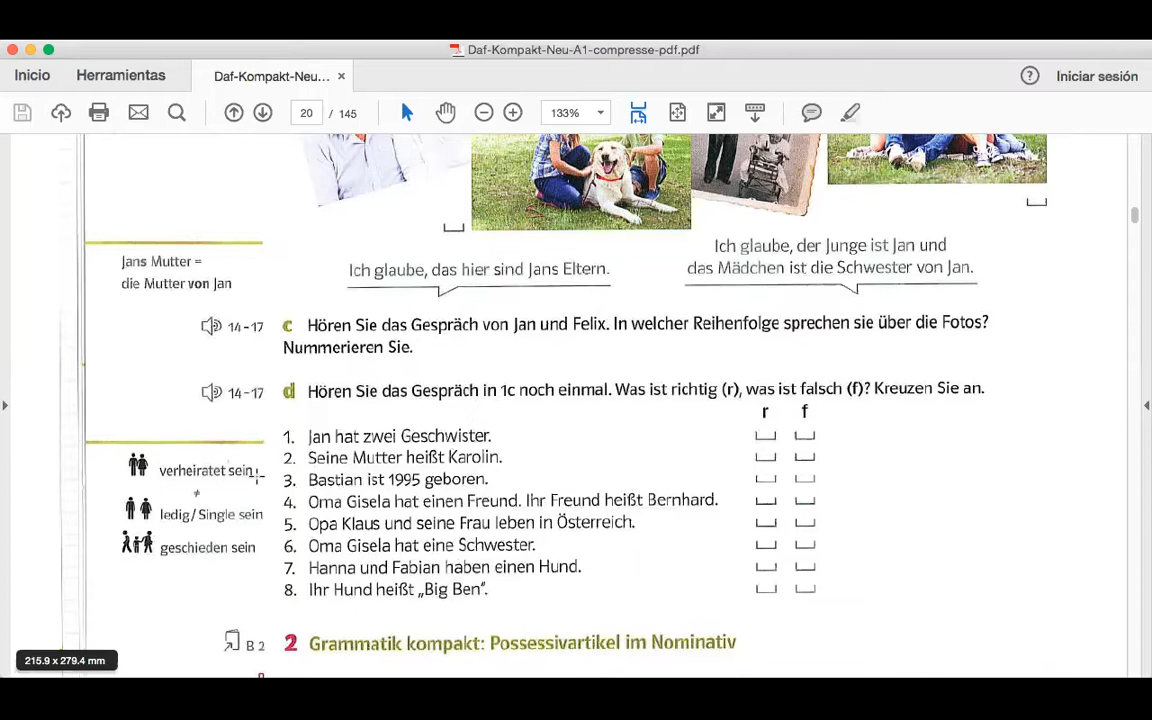 Daf-Kompakt-Neu-A1-compresse-pdf.pdf
Inicio Herramientas Daf-Kompakt-Neu... × ? Iniciar sesión
20 / 145 133%
Ich glaube, der Junge ist Jan und
das Mädchen ist die Schwester von Jan.
Ich glaube, das hier sind Jans Eltern.
Jans Mutter =
die Mutter von Jan
14-17 c Hören Sie das Gespräch von Jan und Felix. In welcher Reihenfolge sprechen sie über die Fotos?
Nummerieren Sie.
14-17 d Hören Sie das Gespräch in 1c noch einmal. Was ist richtig (r), was ist falsch (f)? Kreuzen Sie an.
r f
1. Jan hat zwei Geschwister.
2. Seine Mutter heißt Karolin.
3. Bastian ist 1995 geboren.
4. Oma Gisela hat einen Freund. Ihr Freund heißt Bernhard.
5. Opa Klaus und seine Frau leben in Österreich.
6. Oma Gisela hat eine Schwester.
7. Hanna und Fabian haben einen Hund.
8. Ihr Hund heißt „Big Ben“.
verheiratet sein
≠
ledig/Single sein
geschieden sein
B 2 2 Grammatik kompakt: Possessivartikel im Nominativ
215.9 x 279.4 mm